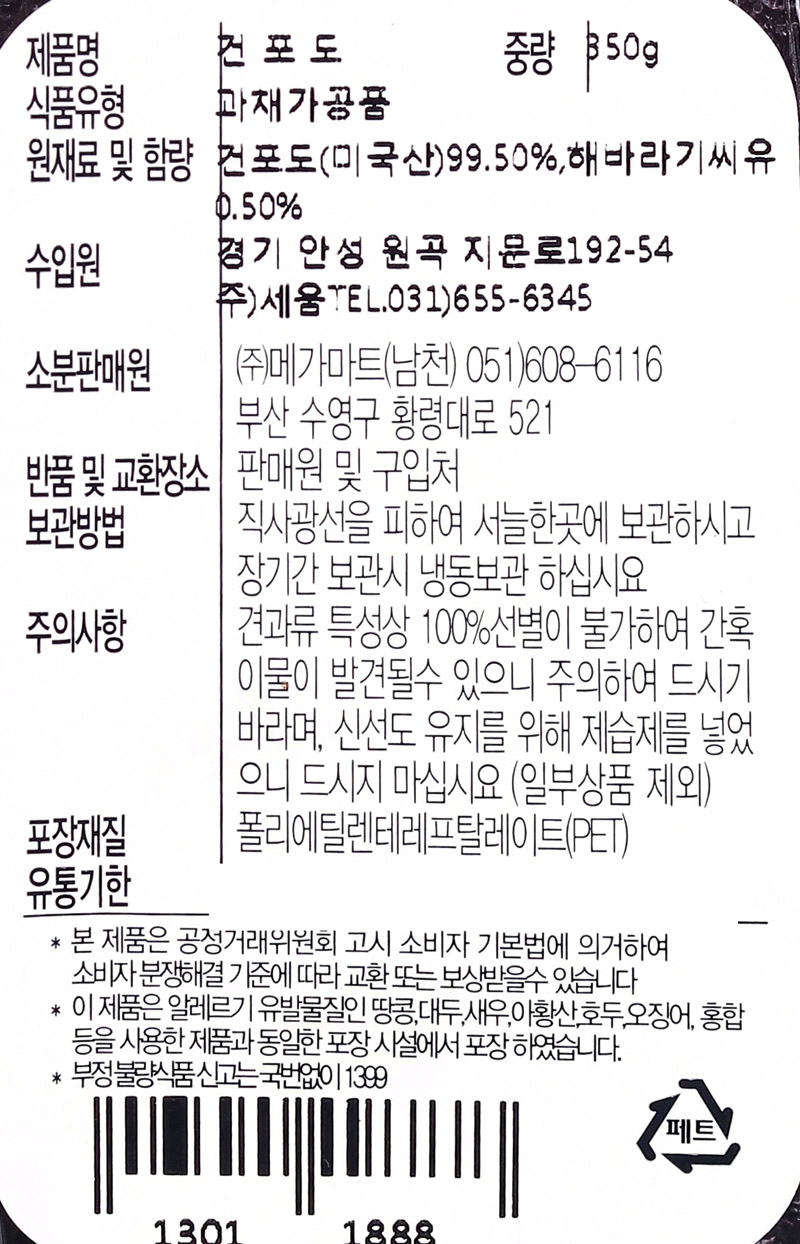 제품명 건포도 중량 350g
식품유형 과채가공품
원재료 및 함량 건포도(미국산)99.50%,해바라기씨유
0.50%
수입원 경기 안성 원곡 지문로192-54
주)세움TEL.031)655-6345
소분판매원 (주)메가마트(남천) 051)608-6116
부산 수영구 황령대로 521
반품 및 교환장소 판매원 및 구입처
보관방법 직사광선을 피하여 서늘한곳에 보관하시고
장기간 보관시 냉동보관 하십시요
주의사항 견과류 특성상 100%선별이 불가하여 간혹
이물이 발견될수 있으니 주의하여 드시기
바라며, 신선도 유지를 위해 제습제를 넣었
으니 드시지 마십시요 (일부상품 제외)
포장재질 폴리에틸렌테레프탈레이트(PET)
유통기한
* 본 제품은 공정거래위원회 고시 소비자 기본법에 의거하여
소비자 분쟁해결 기준에 따라 교환 또는 보상받을수 있습니다
* 이 제품은 알레르기 유발물질인 땅콩,대두,새우,아황산,호두,오징어, 홍합
등을 사용한 제품과 동일한 포장 시설에서 포장 하였습니다.
* 부정불량식품신고는국번없이1399
페트
1301 1888